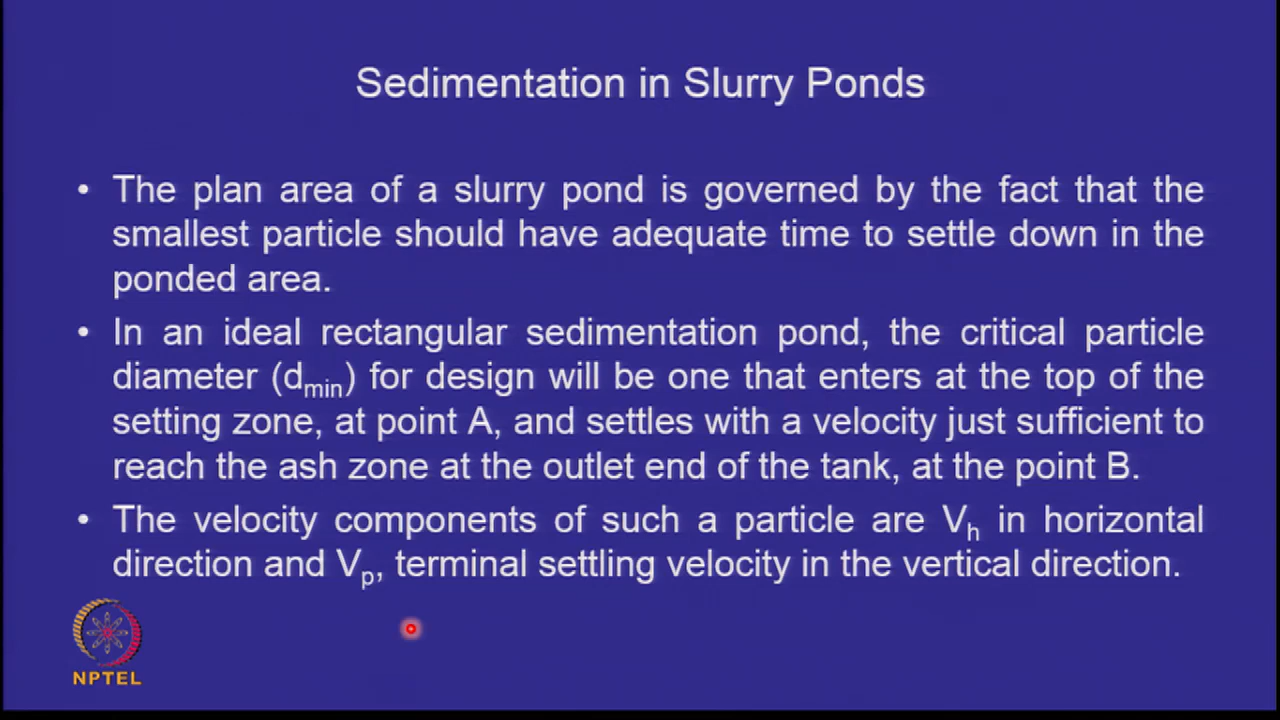 Sedimentation in Slurry Ponds
• The plan area of a slurry pond is governed by the fact that the
smallest particle should have adequate time to settle down in the
ponded area.
• In an ideal rectangular sedimentation pond, the critical particle
diameter (dmin) for design will be one that enters at the top of the
setting zone, at point A, and settles with a velocity just sufficient to
reach the ash zone at the outlet end of the tank, at the point B.
• The velocity components of such a particle are Vh in horizontal
direction and Vp, terminal settling velocity in the vertical direction.
NPTEL